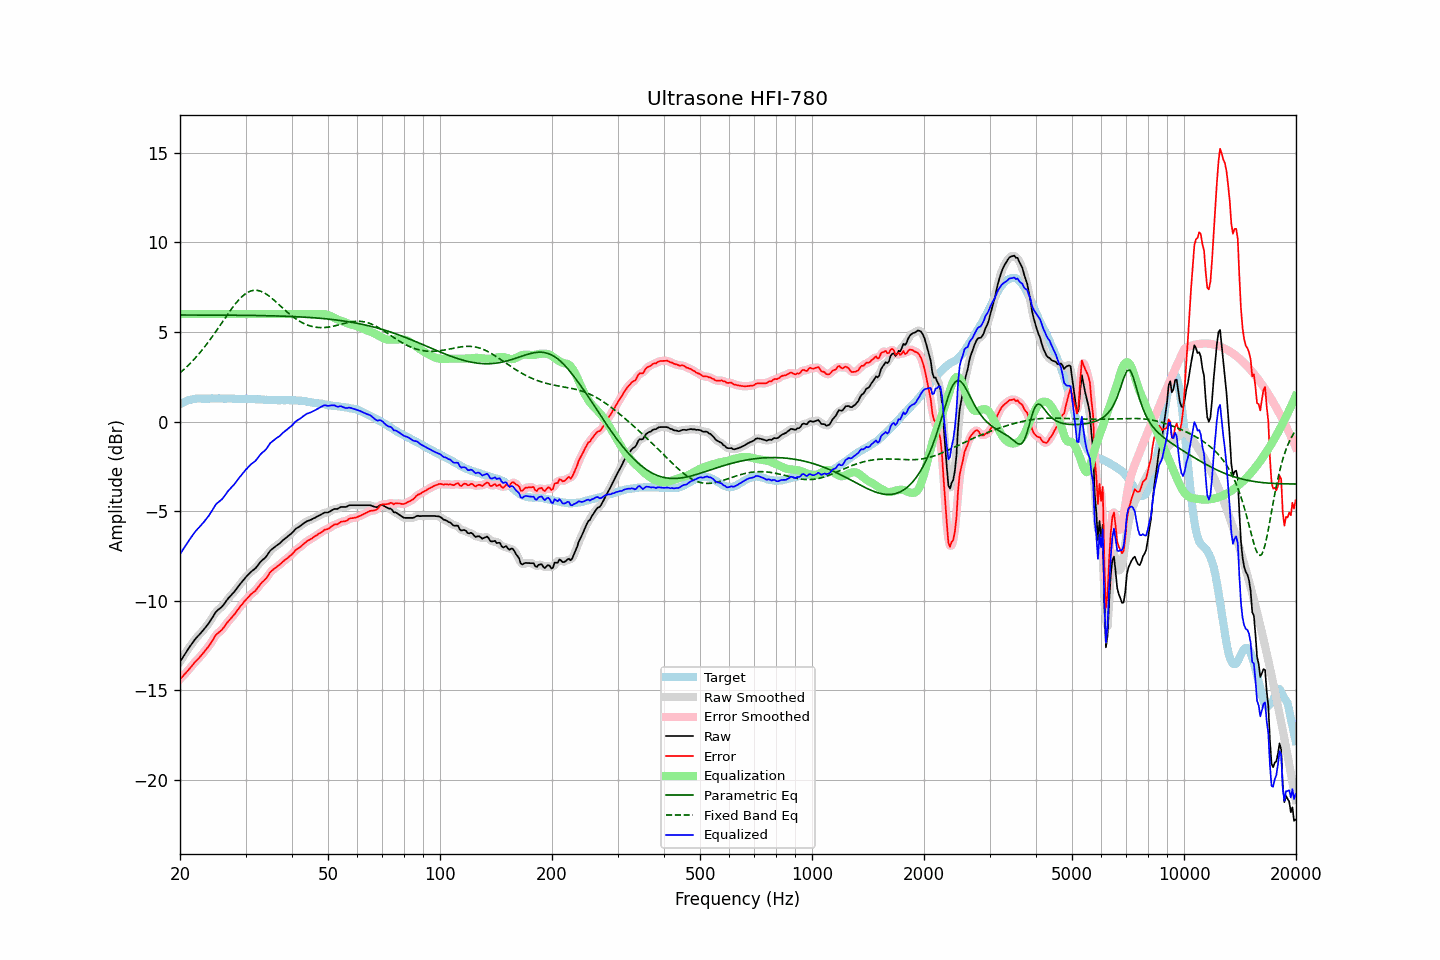 Ultrasone HFI-780
Amplitude (dBr)
15
10
5
0
−5
−10
−15
−20
Target
Raw Smoothed
Error Smoothed
Raw
Error
Equalization
Parametric Eq
Fixed Band Eq
Equalized
20 50 100 200 500 1000 2000 5000 10000 20000
Frequency (Hz)